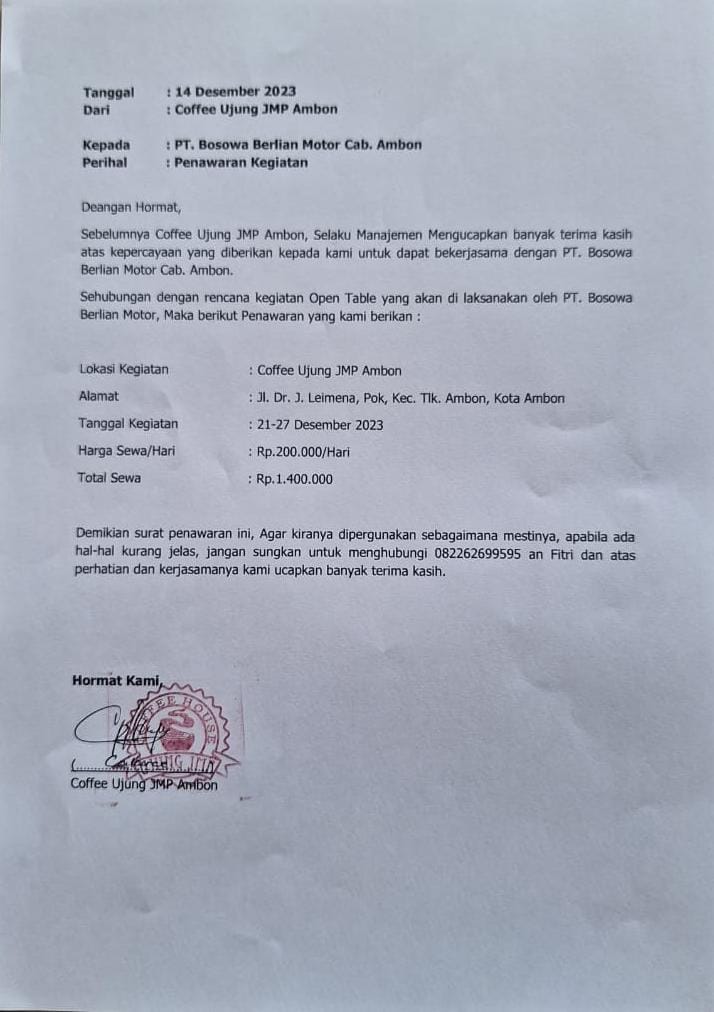 Tanggal : 14 Desember 2023
Dari : Coffee Ujung JMP Ambon
Kepada : PT. Bosowa Berlian Motor Cab. Ambon
Perihal : Penawaran Kegiatan
Deangan Hormat,
Sebelumnya Coffee Ujung JMP Ambon, Selaku Manajemen Mengucapkan banyak terima kasih
atas kepercayaan yang diberikan kepada kami untuk dapat bekerjasama dengan PT. Bosowa
Berlian Motor Cab. Ambon.
Sehubungan dengan rencana kegiatan Open Table yang akan di laksanakan oleh PT. Bosowa
Berlian Motor, Maka berikut Penawaran yang kami berikan :
Lokasi Kegiatan : Coffee Ujung JMP Ambon
Alamat : Jl. Dr. J. Leimena, Pok, Kec. Tlk. Ambon, Kota Ambon
Tanggal Kegiatan : 21-27 Desember 2023
Harga Sewa/Hari : Rp.200.000/Hari
Total Sewa : Rp.1.400.000
Demikian surat penawaran ini, Agar kiranya dipergunakan sebagaimana mestinya, apabila ada
hal-hal kurang jelas, jangan sungkan untuk menghubungi 082262699595 an Fitri dan atas
perhatian dan kerjasamanya kami ucapkan banyak terima kasih.
Hormat Kami,
COFFEE HOUSE
UJUNG JMP
Coffee Ujung JMP Ambon